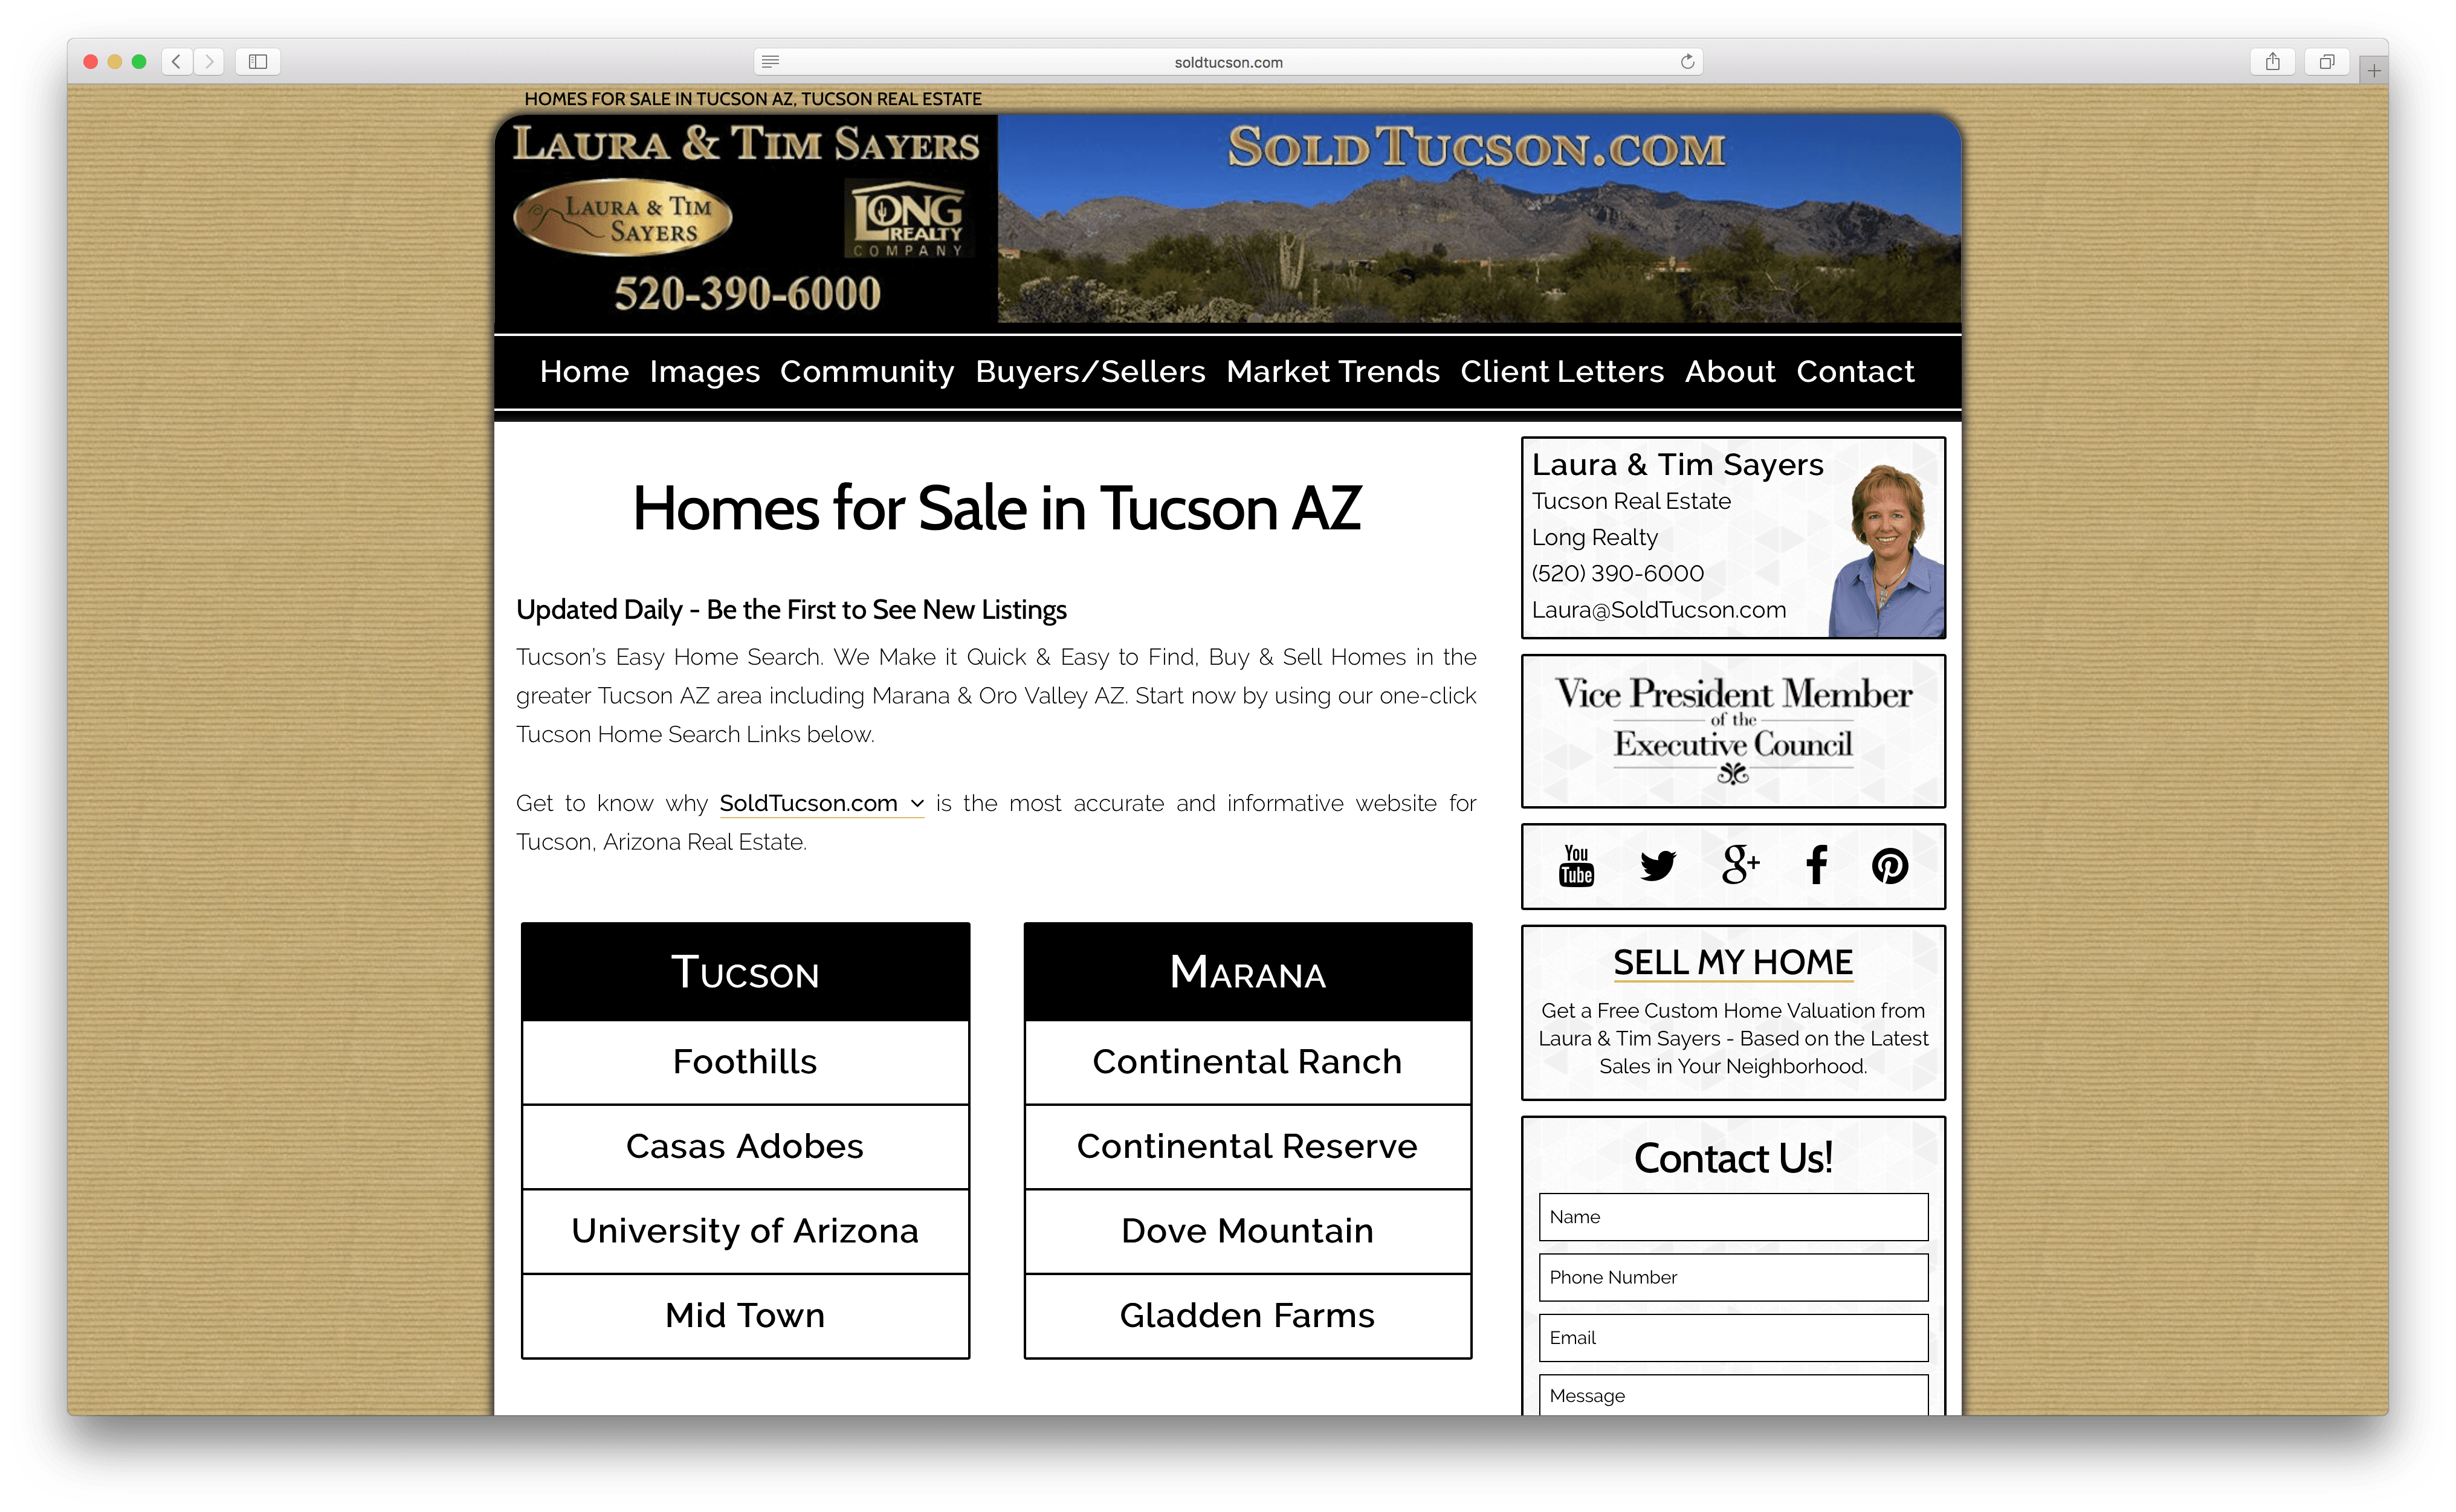 soldtucson.com
HOMES FOR SALE IN TUCSON AZ, TUCSON REAL ESTATE
LAURA & TIM SAYERS
SOLDTUCSON.COM
LAURA & TIM
SAYERS
LONG
REALTY
COMPANY
520-390-6000
Home Images Community Buyers/Sellers Market Trends Client Letters About Contact
Homes for Sale in Tucson AZ
Updated Daily - Be the First to See New Listings
Tucson's Easy Home Search. We Make it Quick & Easy to Find, Buy & Sell Homes in the
greater Tucson AZ area including Marana & Oro Valley AZ. Start now by using our one-click
Tucson Home Search Links below.
Get to know why SoldTucson.com is the most accurate and informative website for
Tucson, Arizona Real Estate.
TUCSON
Foothills
Casas Adobes
University of Arizona
Mid Town
MARANA
Continental Ranch
Continental Reserve
Dove Mountain
Gladden Farms
Laura & Tim Sayers
Tucson Real Estate
Long Realty
(520) 390-6000
Laura@SoldTucson.com
Vice President Member
of the
Executive Council
You
Tube
g+
f
SELL MY HOME
Get a Free Custom Home Valuation from
Laura & Tim Sayers - Based on the Latest
Sales in Your Neighborhood.
Contact Us!
Name
Phone Number
Email
Message